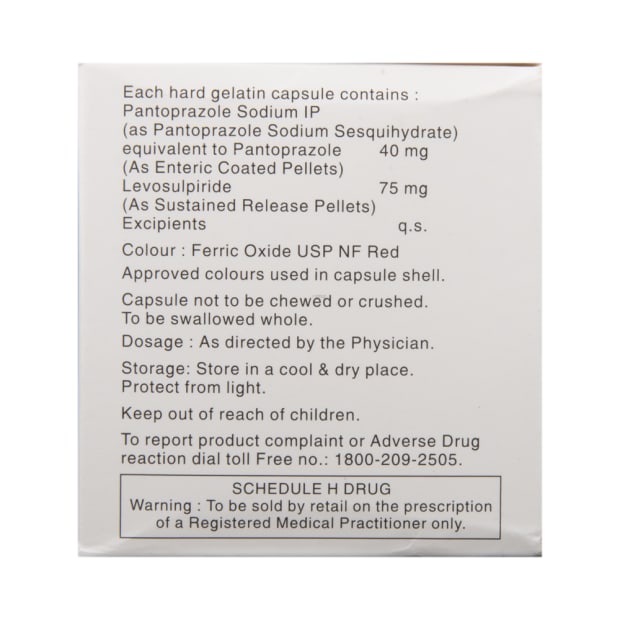 Each hard gelatin capsule contains :
Pantoprazole Sodium IP
(as Pantoprazole Sodium Sesquihydrate)
equivalent to Pantoprazole 40 mg
(As Enteric Coated Pellets)
Levosulpiride 75 mg
(As Sustained Release Pellets)
Excipients q.s.
Colour : Ferric Oxide USP NF Red
Approved colours used in capsule shell.
Capsule not to be chewed or crushed.
To be swallowed whole.
Dosage : As directed by the Physician.
Storage: Store in a cool & dry place.
Protect from light.
Keep out of reach of children.
To report product complaint or Adverse Drug
reaction dial toll Free no.: 1800-209-2505.
SCHEDULE H DRUG
Warning : To be sold by retail on the prescription
of a Registered Medical Practitioner only.